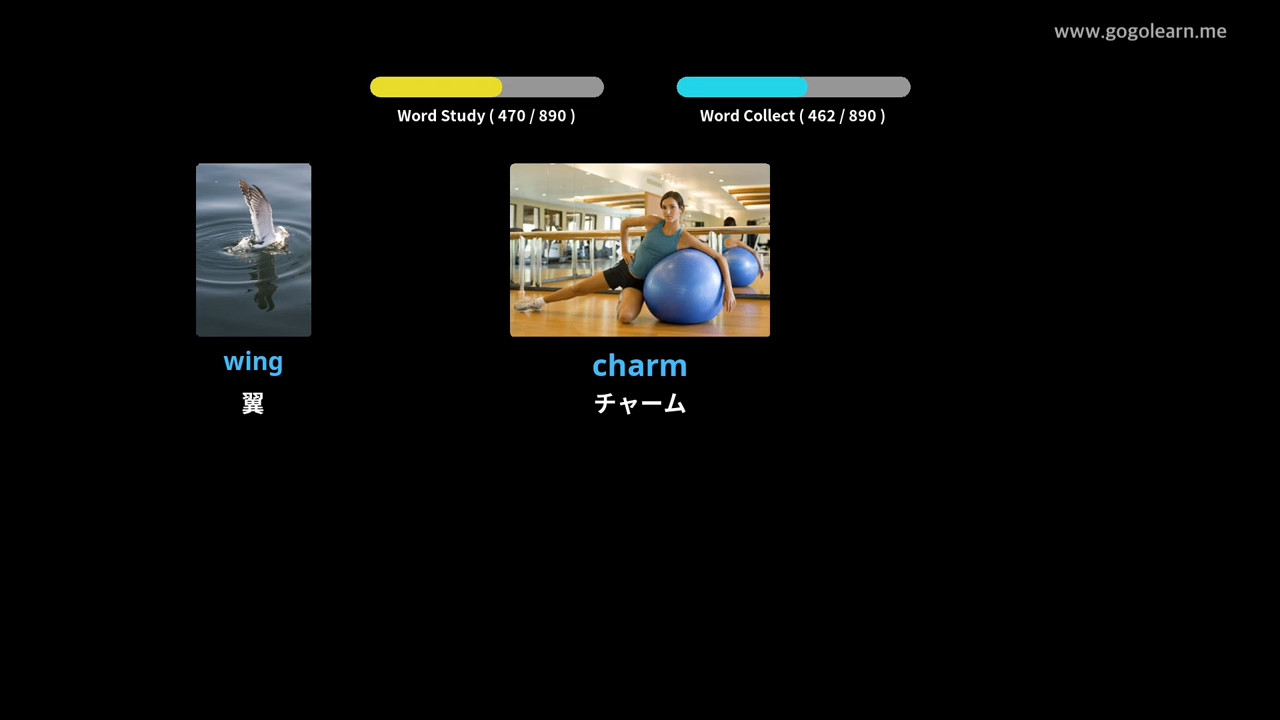 www.gogolearn.me
Word Study ( 470 / 890 )
Word Collect ( 462 / 890 )
wing
翼
charm
チャーム